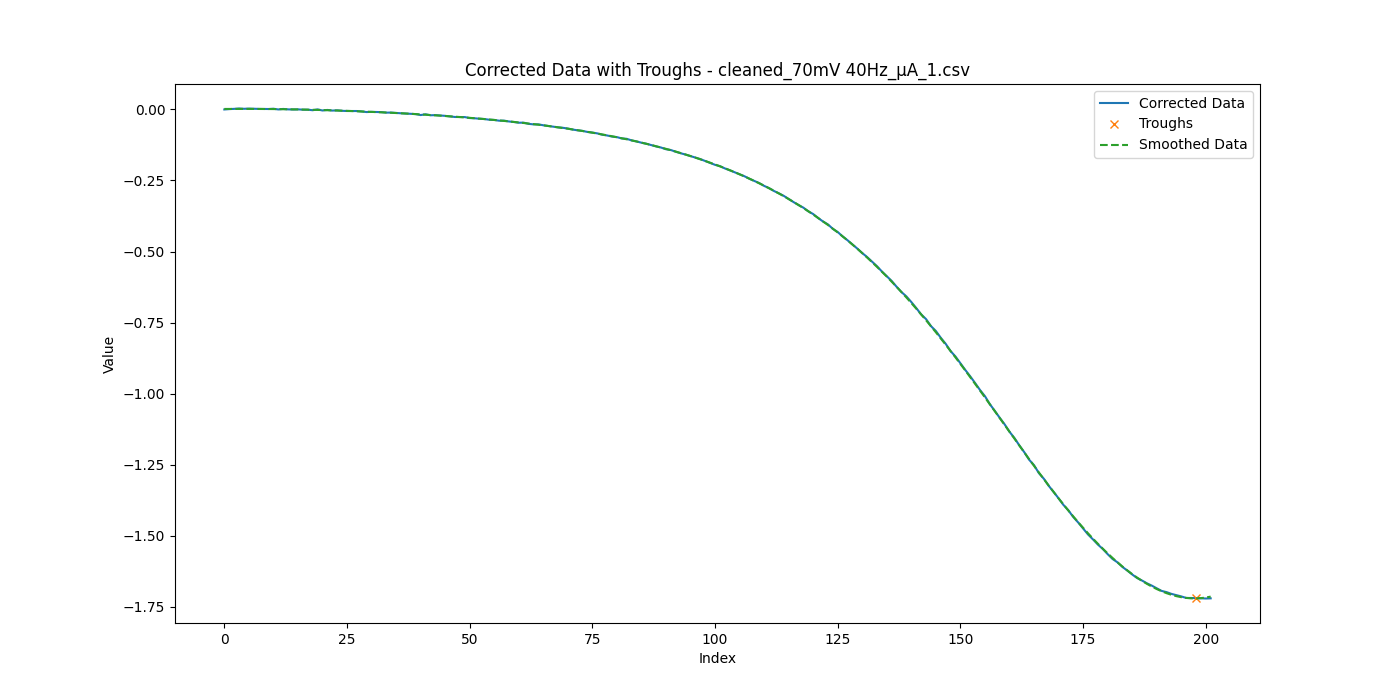 Corrected Data with Troughs - cleaned_70mV 40Hz_µA_1.csv
Corrected Data
Troughs
Smoothed Data
Value
0.00
−0.25
−0.50
−0.75
−1.00
−1.25
−1.50
−1.75
0 25 50 75 100 125 150 175 200
Index